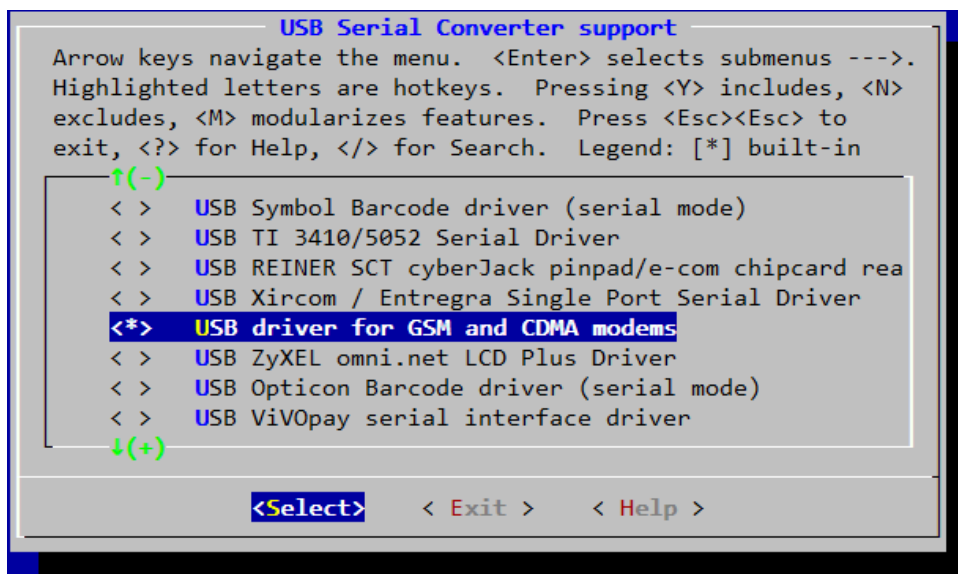 USB Serial Converter support
Arrow keys navigate the menu.  <Enter> selects submenus --->.
Highlighted letters are hotkeys.  Pressing <Y> includes, <N>
excludes, <M> modularizes features.  Press <Esc><Esc> to
exit, <?> for Help, </> for Search.  Legend: [*] built-in
↑(-)
< >   USB Symbol Barcode driver (serial mode)
< >   USB TI 3410/5052 Serial Driver
< >   USB REINER SCT cyberJack pinpad/e-com chipcard rea
< >   USB Xircom / Entregra Single Port Serial Driver
<*>   USB driver for GSM and CDMA modems
< >   USB ZyXEL omni.net LCD Plus Driver
< >   USB Opticon Barcode driver (serial mode)
< >   USB ViVOpay serial interface driver
↓(+)
<Select>    < Exit >    < Help >